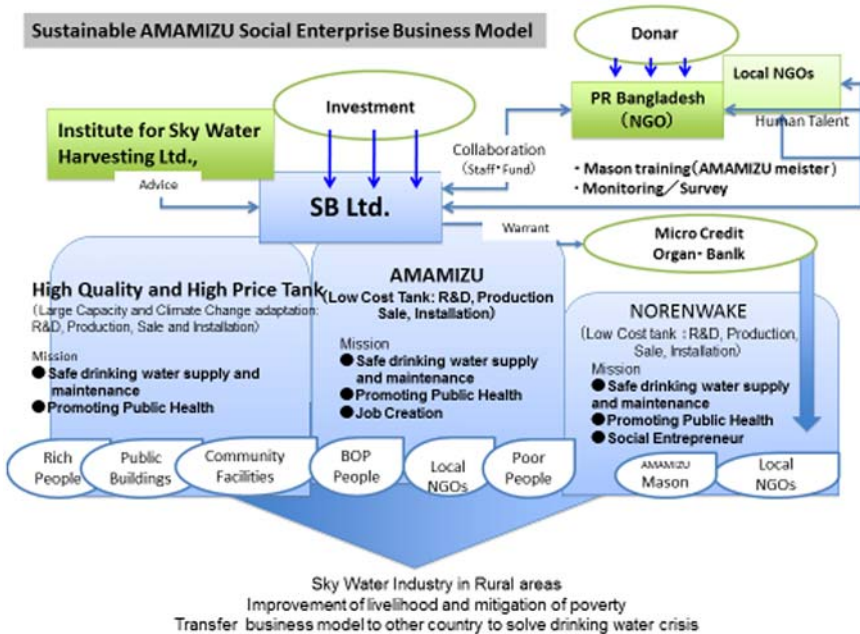 Sustainable AMAMIZU Social Enterprise Business Model
Donar
Local NGOs
PR Bangladesh
(NGO)
Human Talent
Investment
Institute for Sky Water
Harvesting Ltd.,
Collaboration
(Staff・Fund)
・Mason training(AMAMIZU meister)
・Monitoring／Survey
Advice
SB Ltd.
Warrant
Micro Credit
Organ・Banlk
High Quality and High Price Tank
(Large Capacity and Climate Change adaptation:
R&D, Production, Sale and Installation)
Mission
●Safe drinking water supply and
maintenance
●Promoting Public Health
AMAMIZU
(Low Cost Tank: R&D, Production
Sale, Installation)
Mission
●Safe drinking water supply
and maintenance
●Promoting Public Health
●Job Creation
NORENWAKE
(Low Cost tank :R&D, Production,
Sale, Installation)
Mission
●Safe drinking water supply
and maintenance
●Promoting Public Health
●Social Entrepreneur
Rich
People
Public
Buildings
Community
Facilities
BOP
People
Local
NGOs
Poor
People
AMAMIZU
Mason
Local
NGOs
Sky Water Industry in Rural areas
Improvement of livelihood and mitigation of poverty
Transfer business model to other country to solve drinking water crisis